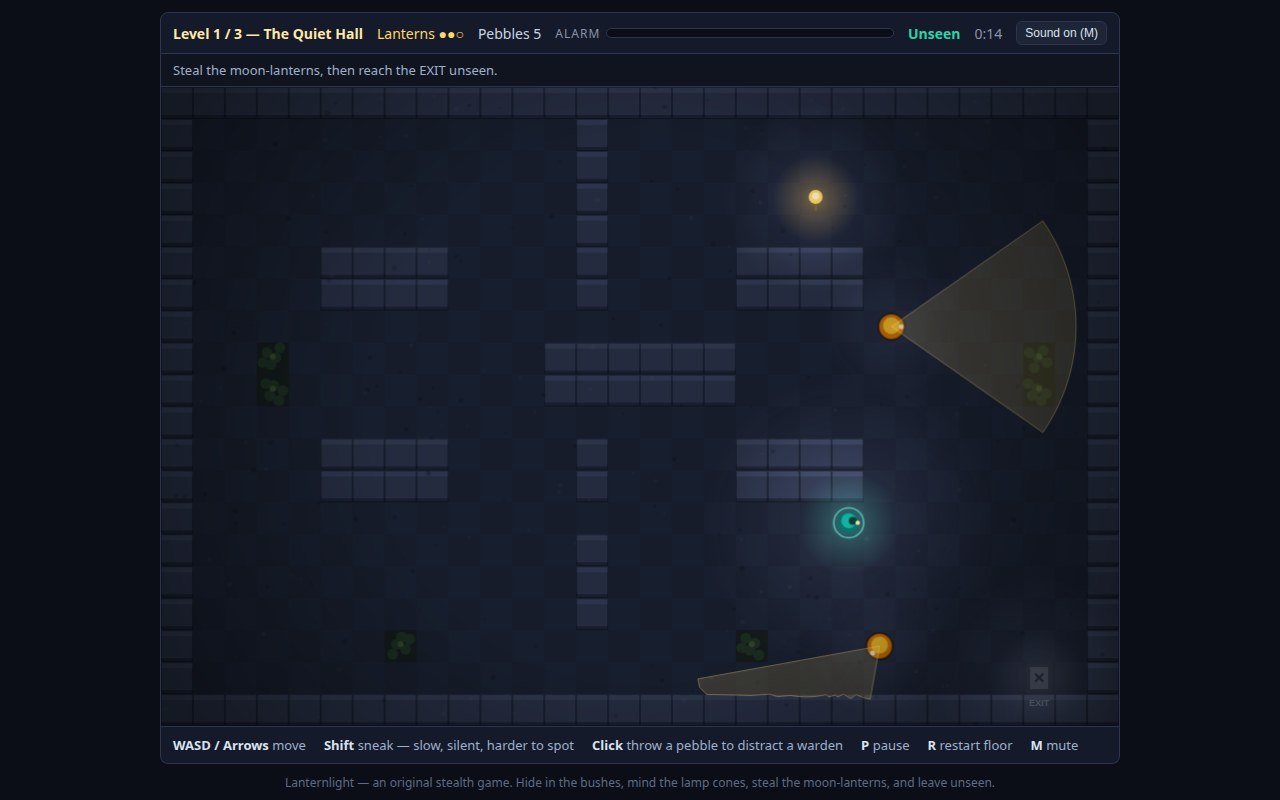 Level 1 / 3 — The Quiet Hall Lanterns ●●○ Pebbles 5 ALARM Unseen 0:14 Sound on (M)
Steal the moon-lanterns, then reach the EXIT unseen.
EXIT
WASD / Arrows move Shift sneak — slow, silent, harder to spot Click throw a pebble to distract a warden P pause R restart floor M mute
Lanternlight — an original stealth game. Hide in the bushes, mind the lamp cones, steal the moon-lanterns, and leave unseen.